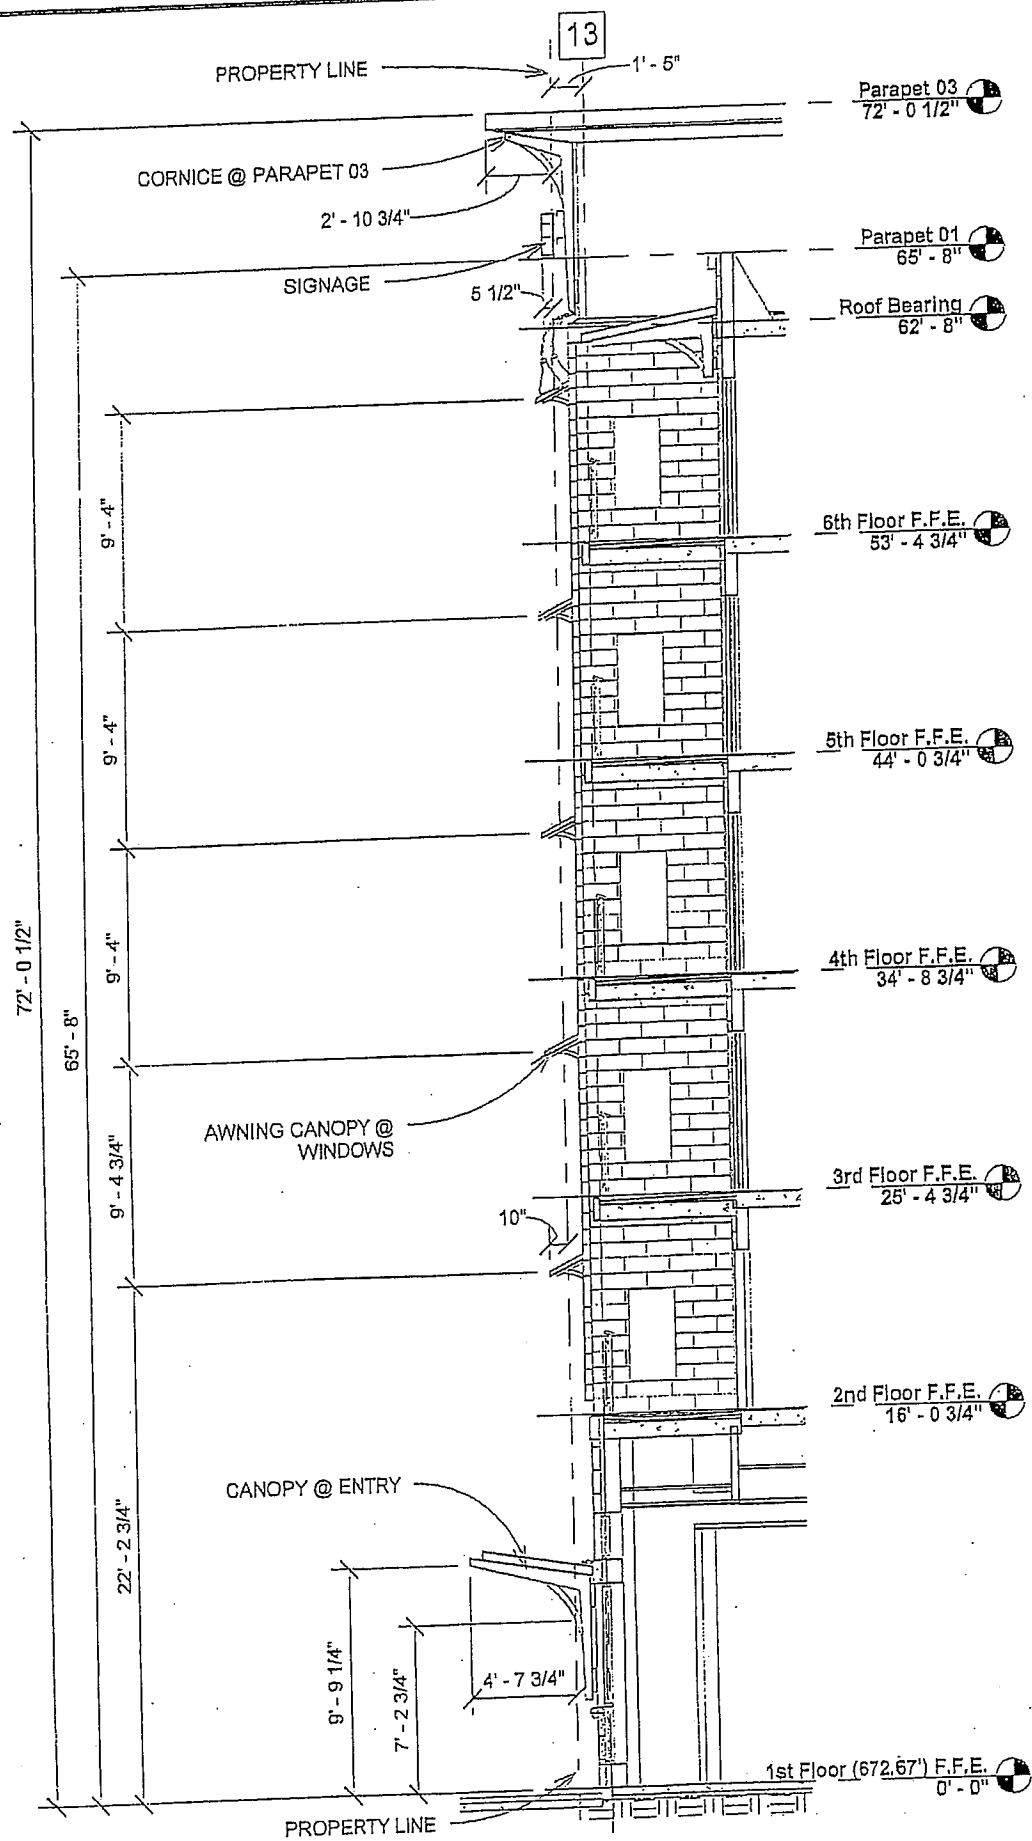 13
PROPERTY LINE
1' - 5"
Parapet 03
72' - 0 1/2"
CORNICE @ PARAPET 03
2' - 10 3/4"
Parapet 01
65' - 8"
SIGNAGE
5 1/2"
Roof Bearing
62' - 8"
9' - 4"
6th Floor F.F.E.
53' - 4 3/4"
9' - 4"
5th Floor F.F.E.
44' - 0 3/4"
72' - 0 1/2"
65' - 8"
9' - 4"
4th Floor F.F.E.
34' - 8 3/4"
AWNING CANOPY @
WINDOWS
9' - 4 3/4"
3rd Floor F.F.E.
25' - 4 3/4"
10"
2nd Floor F.F.E.
16' - 0 3/4"
CANOPY @ ENTRY
22' - 2 3/4"
9' - 9 1/4"
7' - 2 3/4"
4' - 7 3/4"
1st Floor (672.67') F.F.E.
0' - 0"
PROPERTY LINE